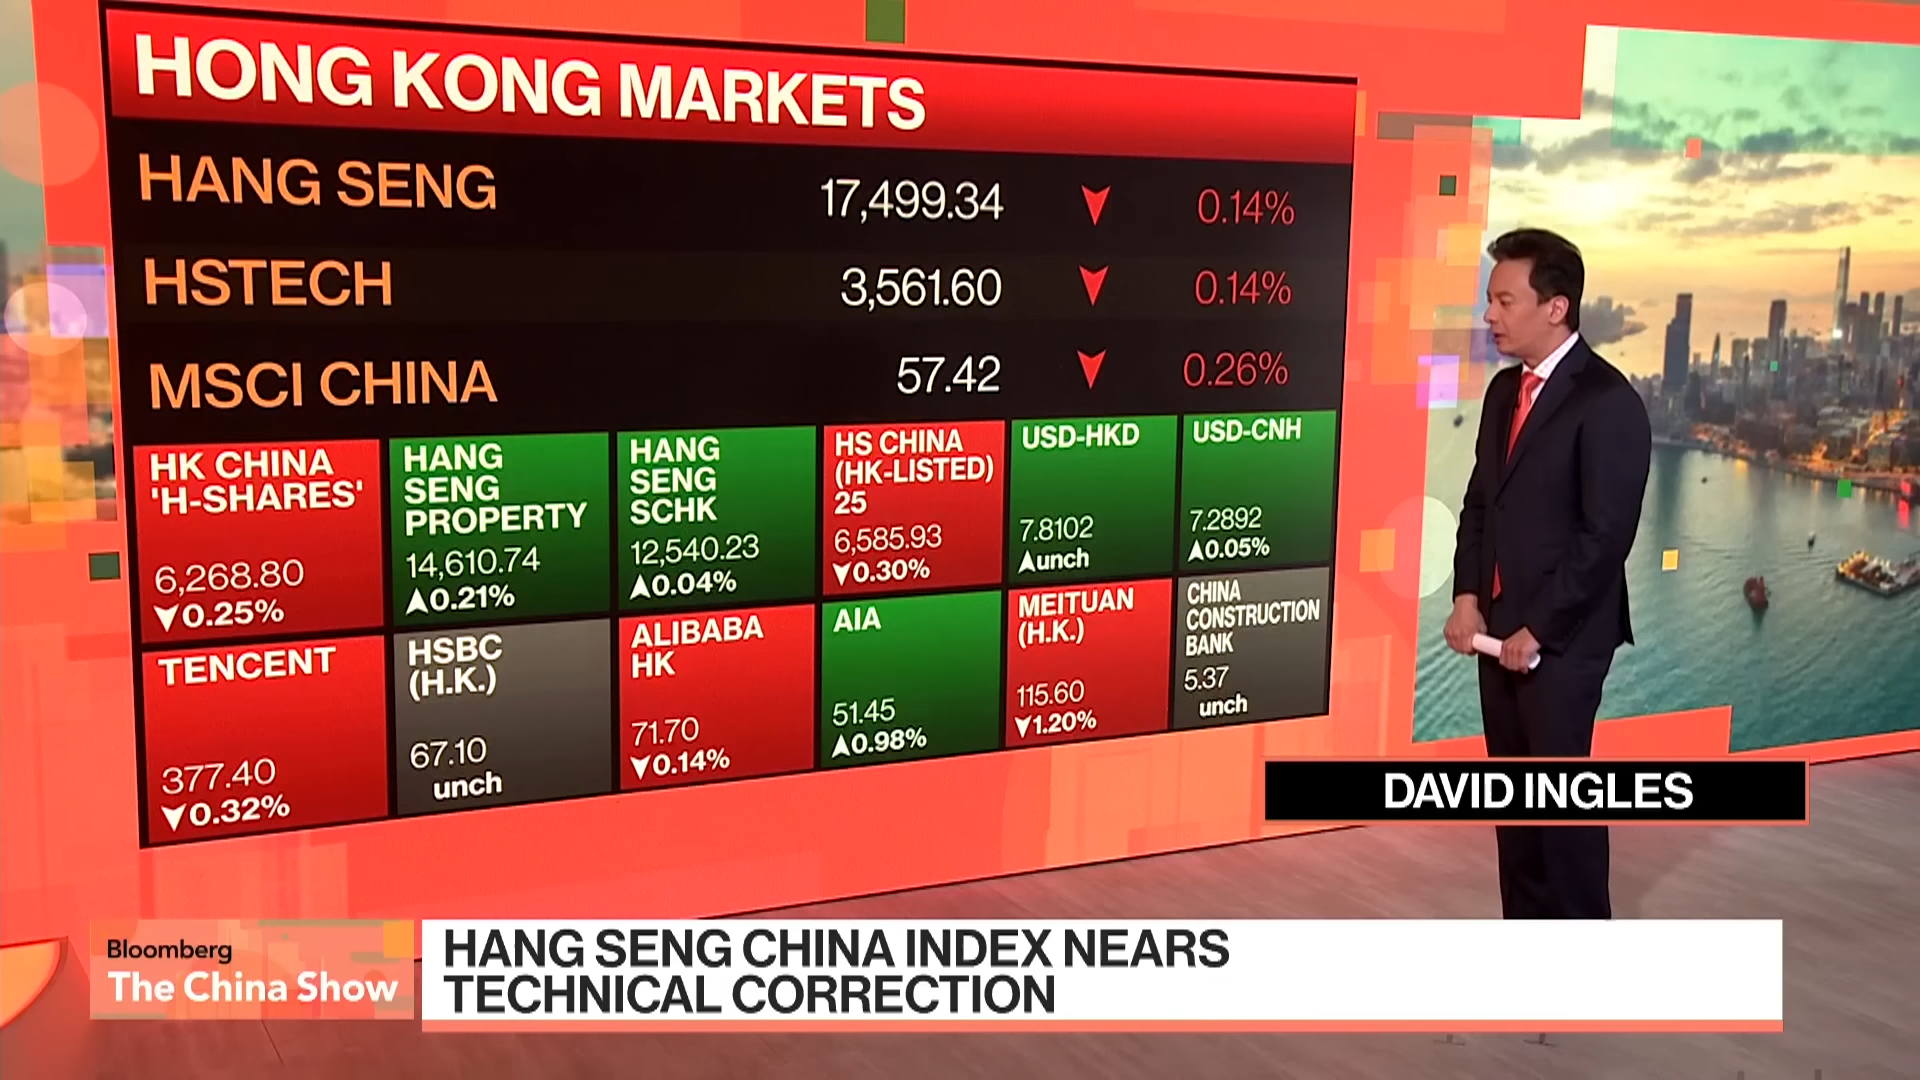 HONG KONG MARKETS
HANG SENG 17,499.34 ▼ 0.14%
HSTECH 3,561.60 ▼ 0.14%
MSCI CHINA 57.42 ▼ 0.26%
HK CHINA
'H-SHARES'
6,268.80
▼0.25%
HANG
SENG
PROPERTY
14,610.74
▲0.21%
HANG
SENG
SCHK
12,540.23
▲0.04%
HS CHINA
(HK-LISTED)
25
6,585.93
▼0.30%
USD-HKD
7.8102
▲unch
USD-CNH
7.2892
▲0.05%
TENCENT
377.40
▼0.32%
HSBC
(H.K.)
67.10
unch
ALIBABA
HK
71.70
▼0.14%
AIA
51.45
▲0.98%
MEITUAN
(H.K.)
115.60
▼1.20%
CHINA
CONSTRUCTION
BANK
5.37
unch
DAVID INGLES
Bloomberg
The China Show
HANG SENG CHINA INDEX NEARS
TECHNICAL CORRECTION